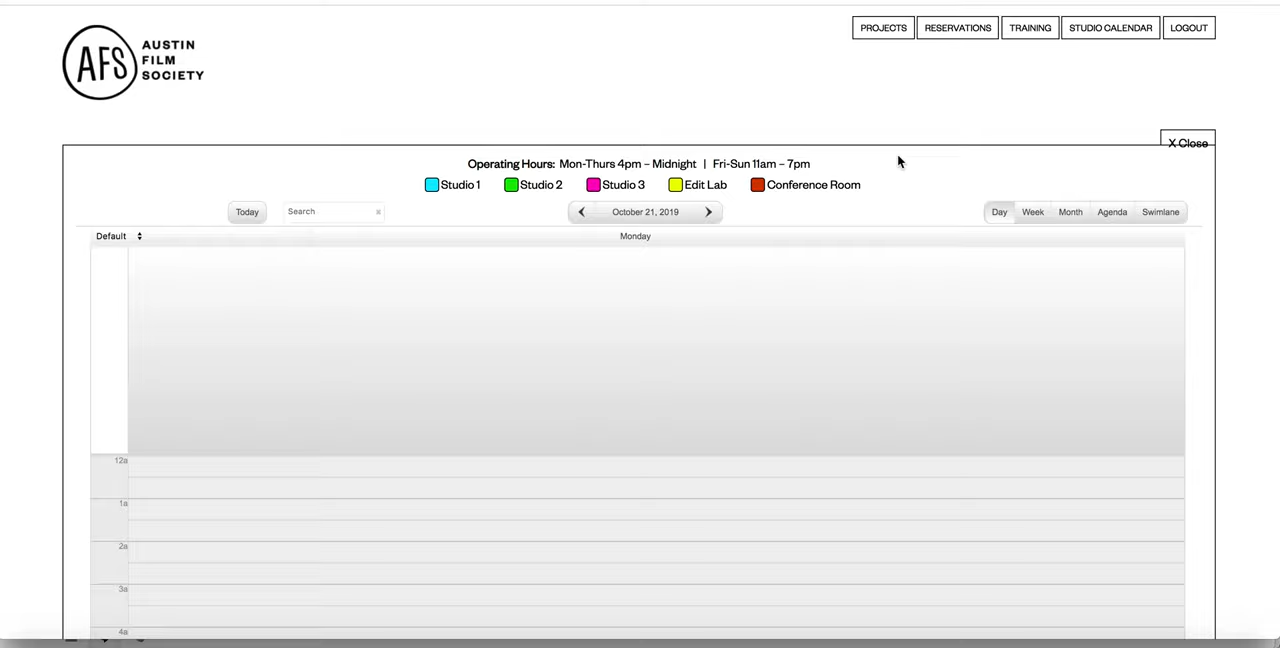 PROJECTS RESERVATIONS TRAINING STUDIO CALENDAR LOGOUT
AFS
AUSTIN
FILM
SOCIETY
X Close
Operating Hours: Mon-Thurs 4pm – Midnight | Fri-Sun 11am – 7pm
Studio 1 Studio 2 Studio 3 Edit Lab Conference Room
Today Search October 21, 2019 Day Week Month Agenda Swimlane
Default Monday
12a
1a
2a
3a
4a